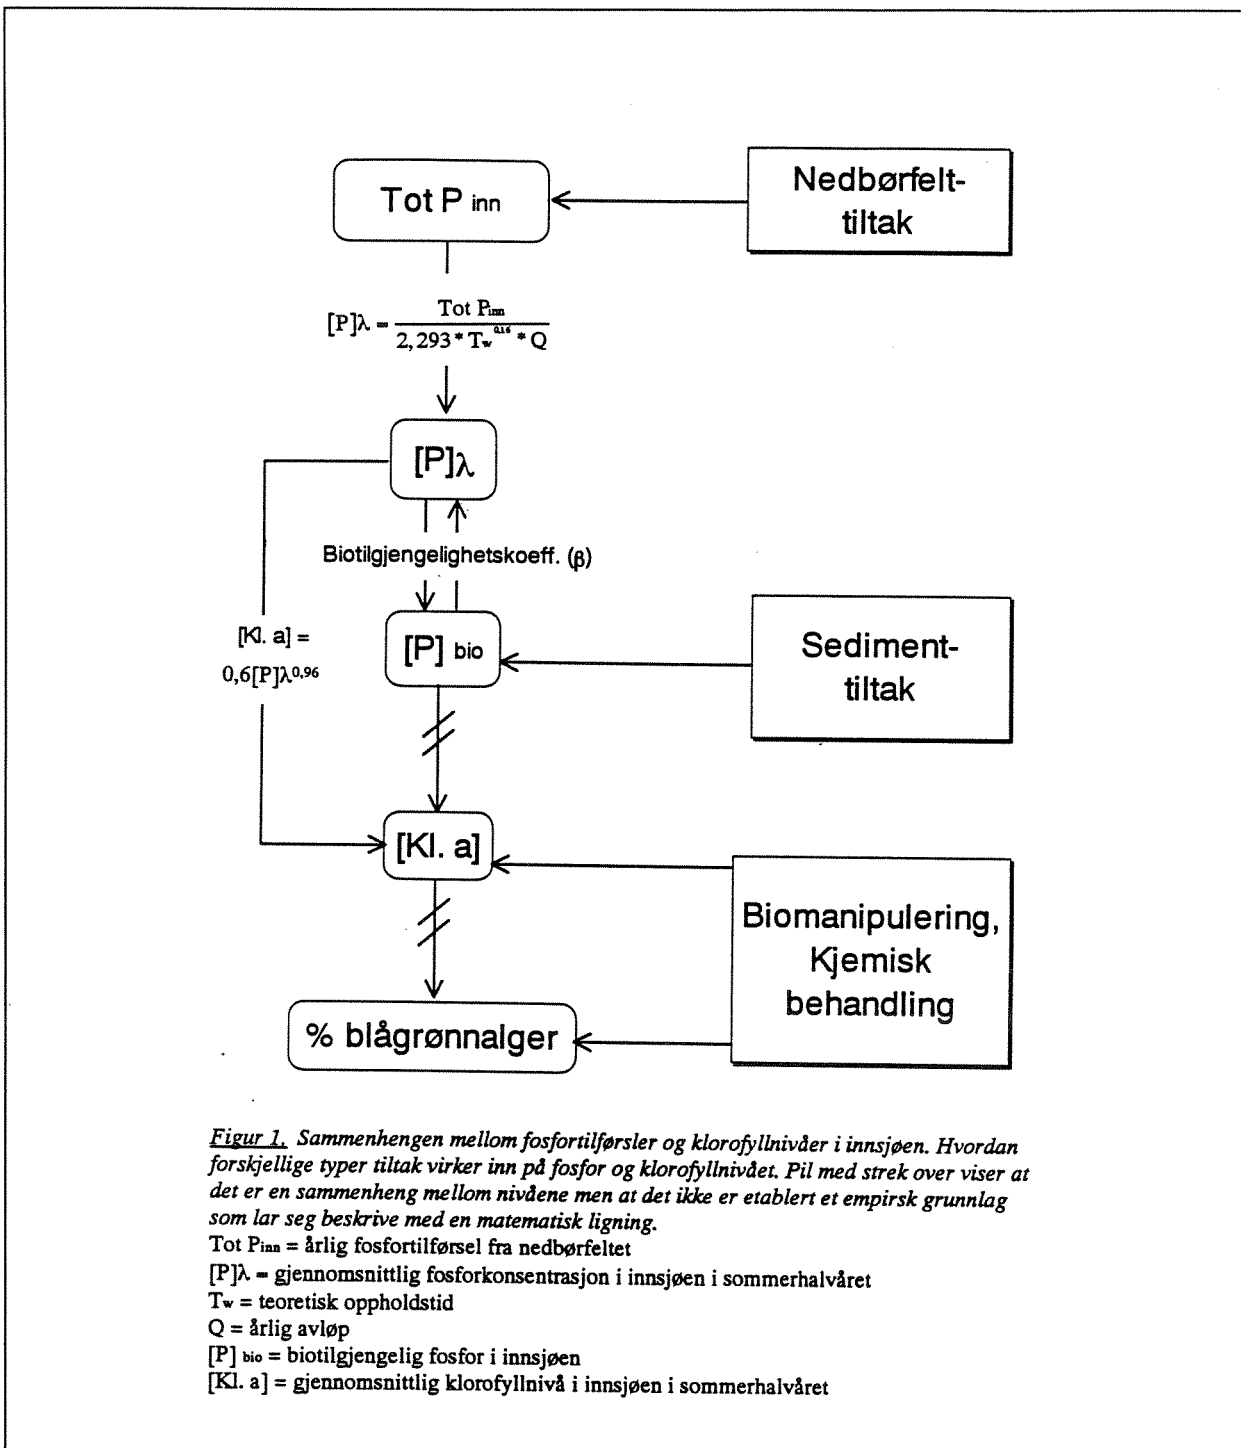 Tot P inn
Nedbørfelt-
tiltak
[P]λ = Tot Pinn / 2,293 * Tw^0,16 * Q
[P]λ
Biotilgjengelighetskoeff. (β)
[Kl. a] =
0,6[P]λ^0,96
[P] bio
Sediment-
tiltak
[Kl. a]
Biomanipulering,
Kjemisk
behandling
% blågrønnalger
Figur 1. Sammenhengen mellom fosfortilførsler og klorofyllnivåer i innsjøen. Hvordan
forskjellige typer tiltak virker inn på fosfor og klorofyllnivået. Pil med strek over viser at
det er en sammenheng mellom nivåene men at det ikke er etablert et empirsk grunnlag
som lar seg beskrive med en matematisk ligning.
Tot Pinn = årlig fosfortilførsel fra nedbørfeltet
[P]λ = gjennomsnittlig fosforkonsentrasjon i innsjøen i sommerhalvåret
Tw = teoretisk oppholdstid
Q = årlig avløp
[P] bio = biotilgjengelig fosfor i innsjøen
[Kl. a] = gjennomsnittlig klorofyllnivå i innsjøen i sommerhalvåret